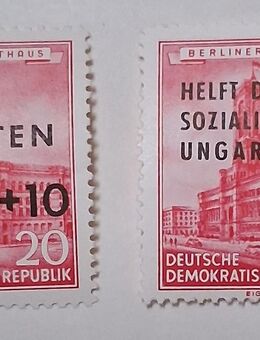 THAUS
TEN
+10
20
REPUBLIK
BERLINER
HELFT D
SOZIALI
UNGAR
DEUTSCHE
DEMOKRATIS